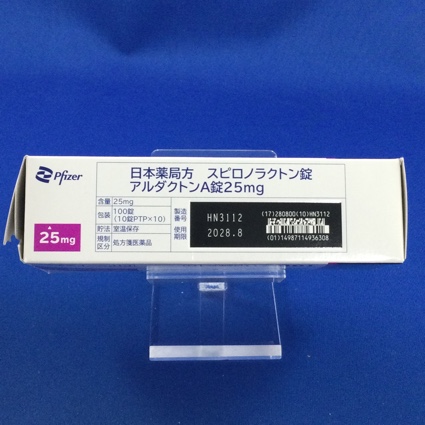 Pfizer
日本薬局方 スピロノラクトン錠
アルダクトンA錠25mg
25mg
含量 25mg
包装 100錠
(10錠PTP×10)
貯法 室温保存
規制区分 処方箋医薬品
製造番号 HN3112
使用期限 2028.8
(17)280800(10)HN3112
(01)14987114936308